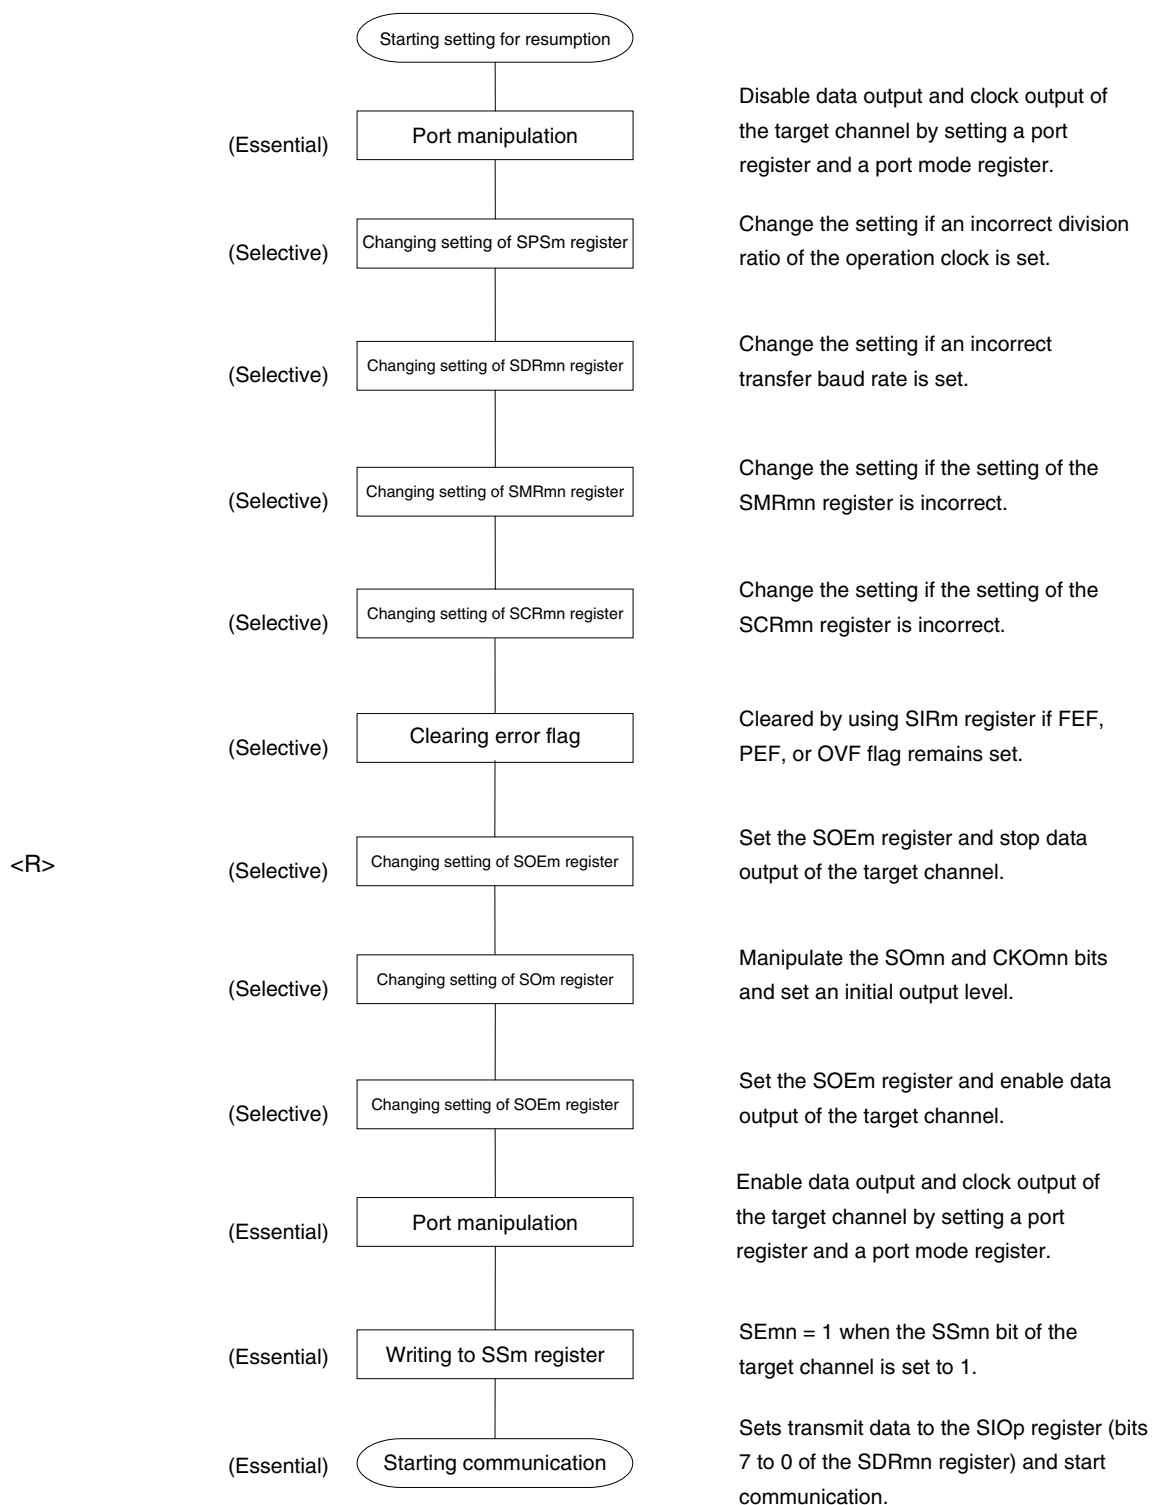 Starting setting for resumption
(Essential)
Port manipulation
Disable data output and clock output of
the target channel by setting a port
register and a port mode register.
(Selective)
Changing setting of SPSm register
Change the setting if an incorrect division
ratio of the operation clock is set.
(Selective)
Changing setting of SDRmn register
Change the setting if an incorrect
transfer baud rate is set.
(Selective)
Changing setting of SMRmn register
Change the setting if the setting of the
SMRmn register is incorrect.
(Selective)
Changing setting of SCRmn register
Change the setting if the setting of the
SCRmn register is incorrect.
(Selective)
Clearing error flag
Cleared by using SIRm register if FEF,
PEF, or OVF flag remains set.
<R>
(Selective)
Changing setting of SOEm register
Set the SOEm register and stop data
output of the target channel.
(Selective)
Changing setting of SOm register
Manipulate the SOmn and CKOmn bits
and set an initial output level.
(Selective)
Changing setting of SOEm register
Set the SOEm register and enable data
output of the target channel.
(Essential)
Port manipulation
Enable data output and clock output of
the target channel by setting a port
register and a port mode register.
(Essential)
Writing to SSm register
SEmn = 1 when the SSmn bit of the
target channel is set to 1.
(Essential)
Starting communication
Sets transmit data to the SIOp register (bits
7 to 0 of the SDRmn register) and start
communication.